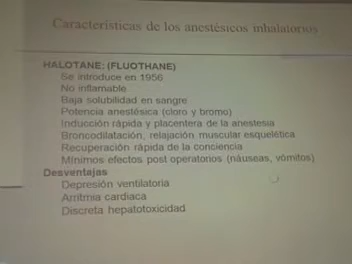 Características de los anestésicos inhalatorios
HALOTANE: (FLUOTHANE)
Se introduce en 1956
No inflamable
Baja solubilidad en sangre
Potencia anestésica (cloro y bromo)
Inducción rápida y placentera de la anestesia
Broncodilatación, relajación muscular esquelética
Recuperación rápida de la conciencia
Mínimos efectos post operatorios (náuseas, vómitos)
Desventajas
Depresión ventilatoria
Arritmia cardiaca
Discreta hepatotoxicidad